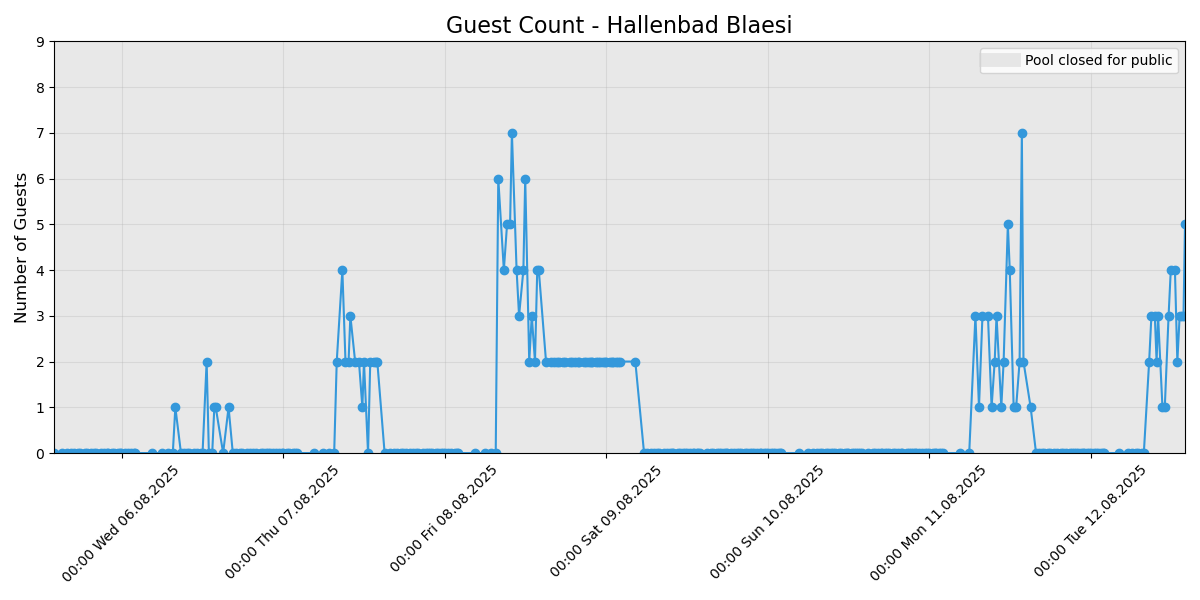 Guest Count - Hallenbad Blaesi
Pool closed for public
Number of Guests
9
8
7
6
5
4
3
2
1
0
00:00 Wed 06.08.2025
00:00 Thu 07.08.2025
00:00 Fri 08.08.2025
00:00 Sat 09.08.2025
00:00 Sun 10.08.2025
00:00 Mon 11.08.2025
00:00 Tue 12.08.2025